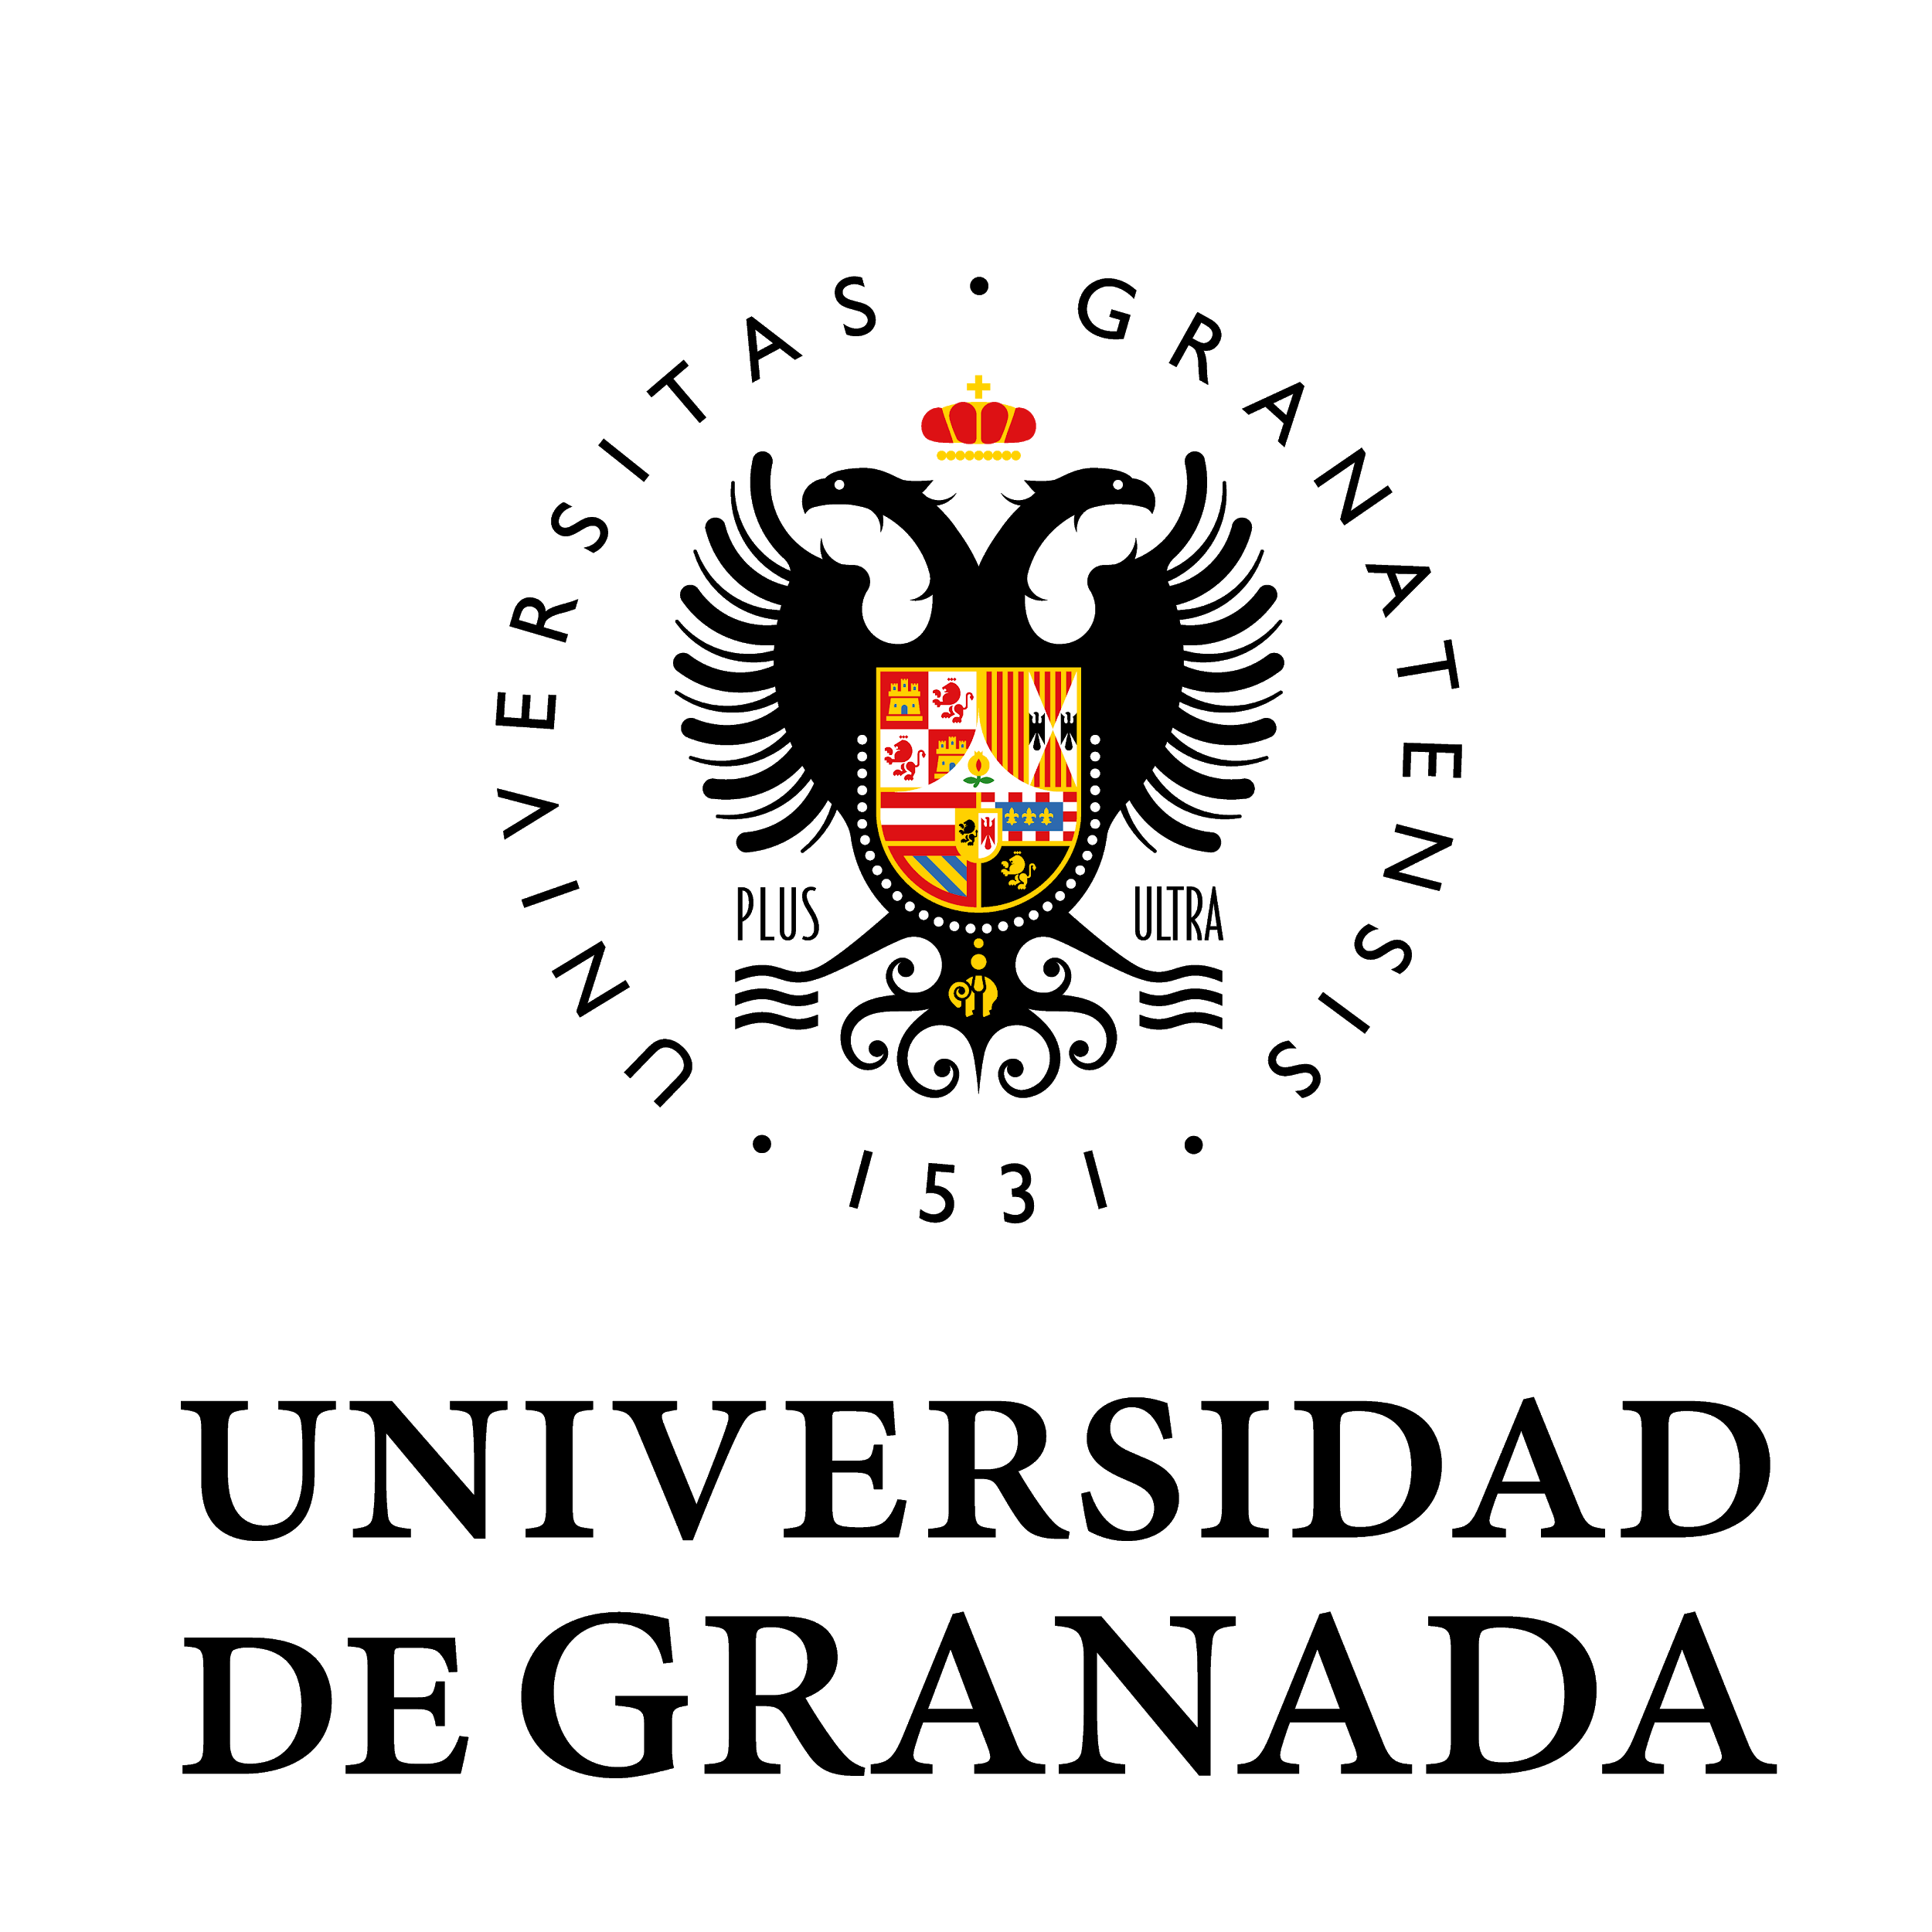 UNIVERSITAS · GRANATENSIS
PLUS ULTRA
· 1531 ·
UNIVERSIDAD
DE GRANADA